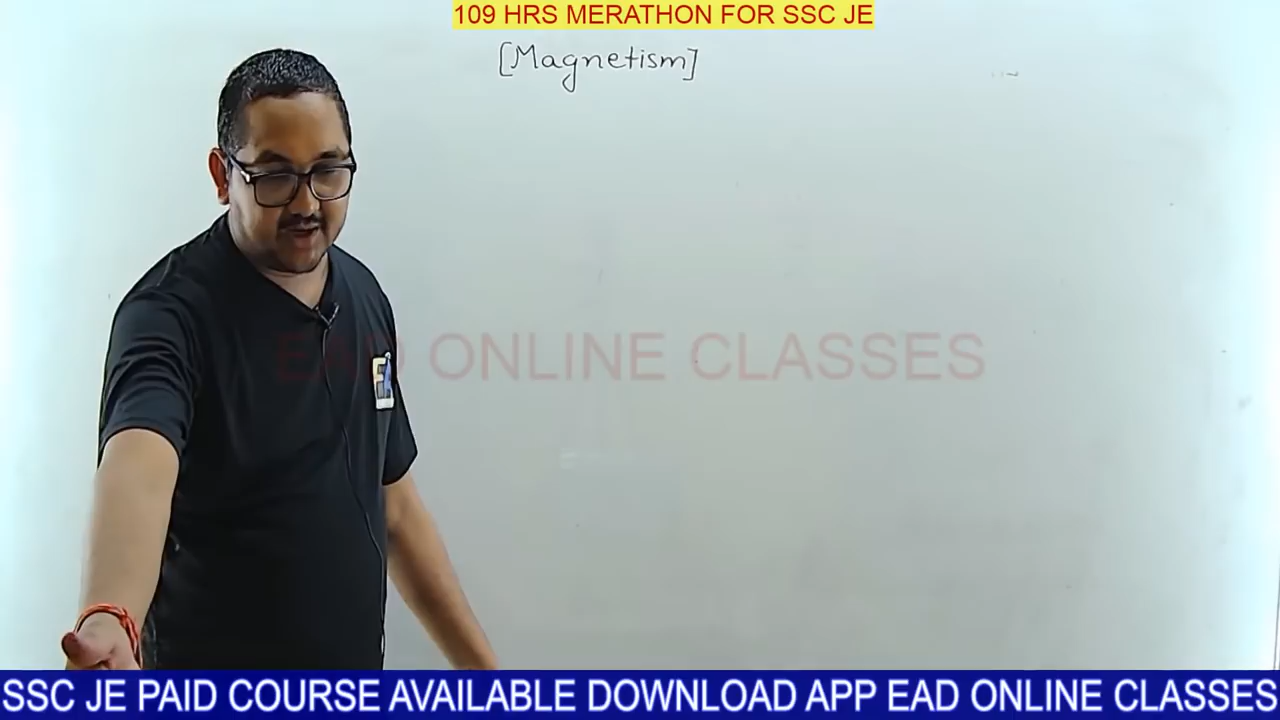 109 HRS MERATHON FOR SSC JE
[Magnetism]
EAD ONLINE CLASSES
SSC JE PAID COURSE AVAILABLE DOWNLOAD APP EAD ONLINE CLASSES